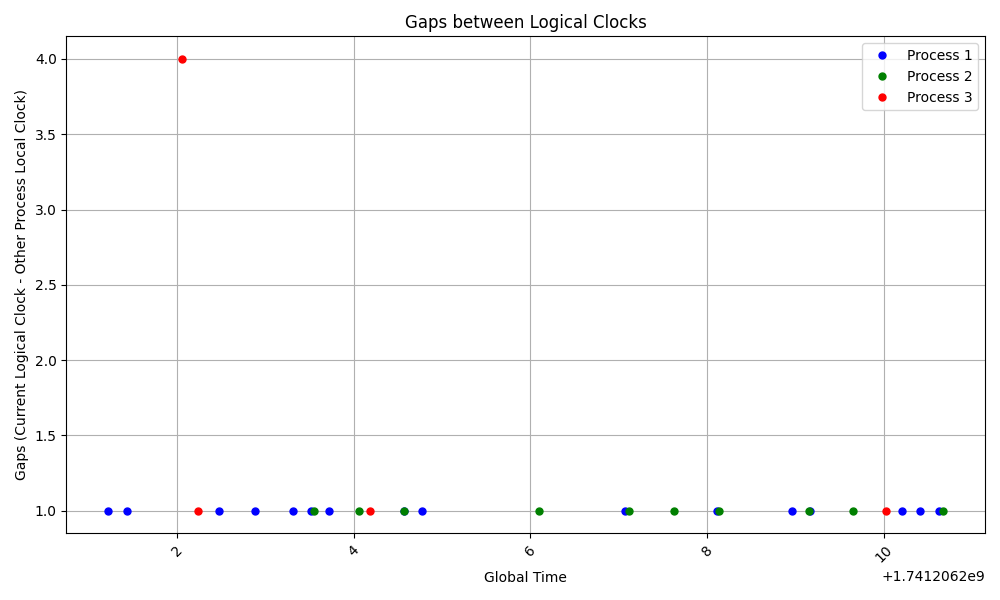 Gaps between Logical Clocks
Process 1
Process 2
Process 3
Gaps (Current Logical Clock - Other Process Local Clock)
4.0
3.5
3.0
2.5
2.0
1.5
1.0
2
4
6
8
10
Global Time
+1.7412062e9